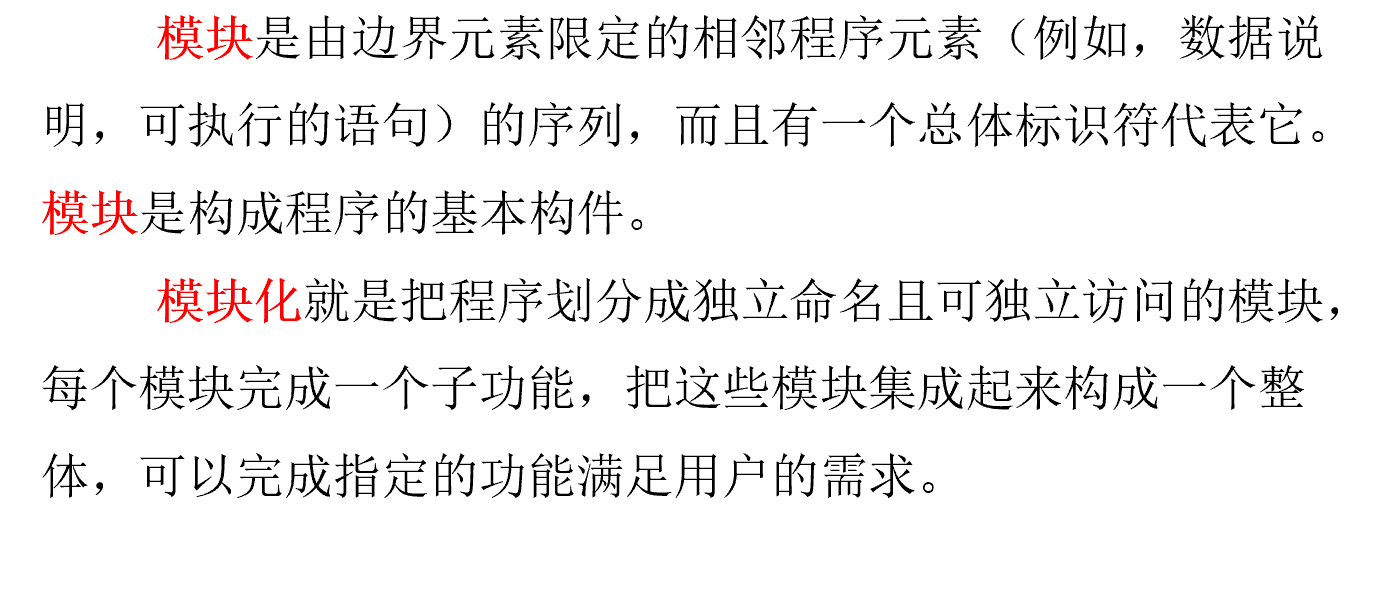 模块是由边界元素限定的相邻程序元素（例如，数据说
明，可执行的语句）的序列，而且有一个总体标识符代表它。
模块是构成程序的基本构件。
模块化就是把程序划分成独立命名且可独立访问的模块，
每个模块完成一个子功能，把这些模块集成起来构成一个整
体，可以完成指定的功能满足用户的需求。